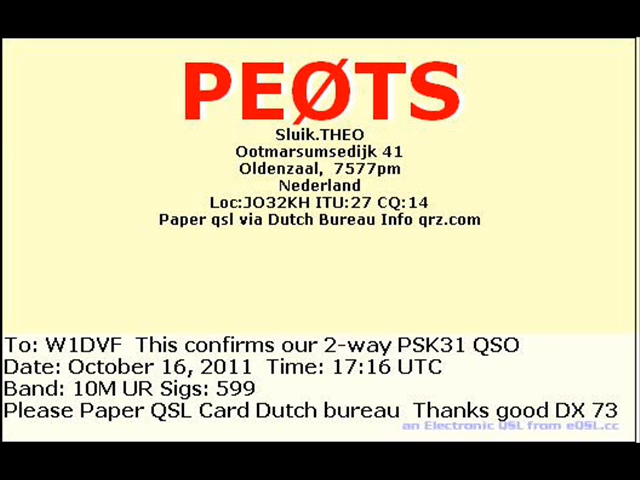 PEØTS
Sluik.THEO
Ootmarsumsedijk 41
Oldenzaal, 7577pm
Nederland
Loc:JO32KH ITU:27 CQ:14
Paper qsl via Dutch Bureau Info qrz.com
To: W1DVF This confirms our 2-way PSK31 QSO
Date: October 16, 2011 Time: 17:16 UTC
Band: 10M UR Sigs: 599
Please Paper QSL Card Dutch bureau Thanks good DX 73
an Electronic QSL from eQSL.cc